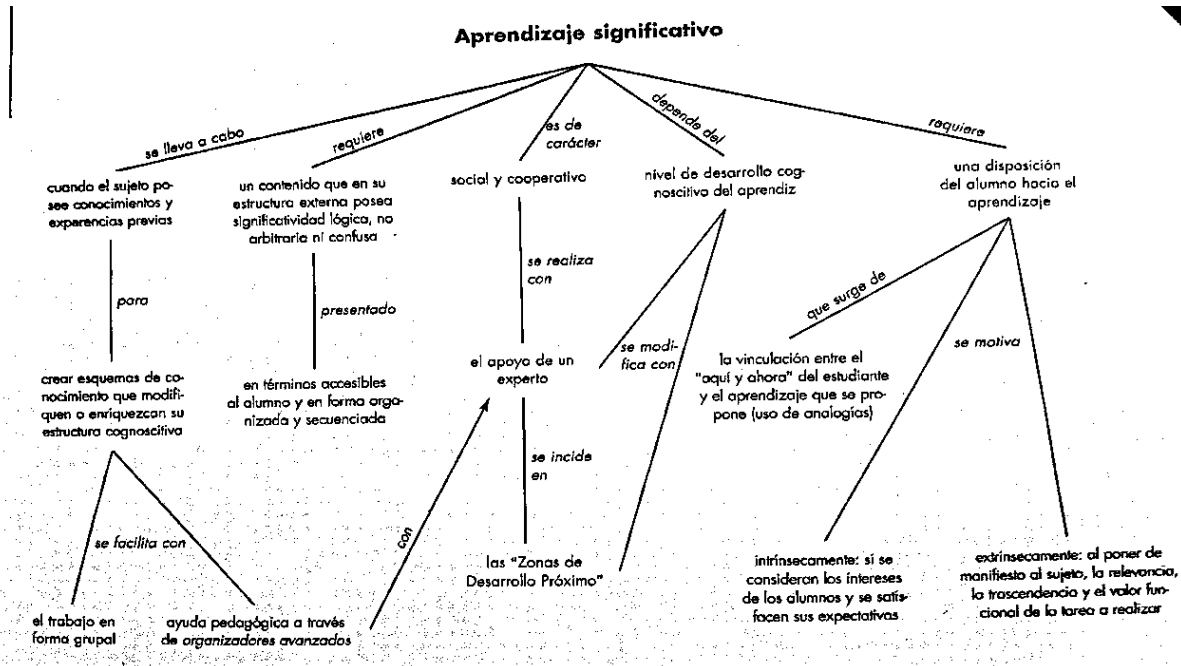 Aprendizaje significativo
se lleva a cabo
requiere
es de
carácter
depende del
requiere
cuando el sujeto po-
see conocimientos y
experencias previas
un contenido que en su
estructura externa posea
significatividad lógica, no
arbitraria ni confusa
social y cooperativo
nivel de desarrollo cog-
noscitivo del aprendiz
una disposición
del alumno hacia el
aprendizaje
para
presentado
se realiza
con
que surge de
se motiva
crear esquemas de co-
nocimiento que modifi-
quen o enriquezcan su
estructura cognoscitiva
en términos accesibles
al alumno y en forma orga-
nizada y secuenciada
el apoyo de un
experto
se modi-
fica con
la vinculación entre el
"aquí y ahora" del estudiante
y el aprendizaje que se pro-
pone (uso de analogías)
se facilita con
con
se incide
en
el trabajo en
forma grupal
ayuda pedagógica a través
de organizadores avanzados
las "Zonas de
Desarrollo Próximo"
intrínsecamente: si se
consideran los intereses
de los alumnos y se satis-
facen sus expectativas
extrinsecamente: al poner de
manifiesto al sujeto, la relevancia,
la trascendencia y el valor fun-
cional de la tarea a realizar